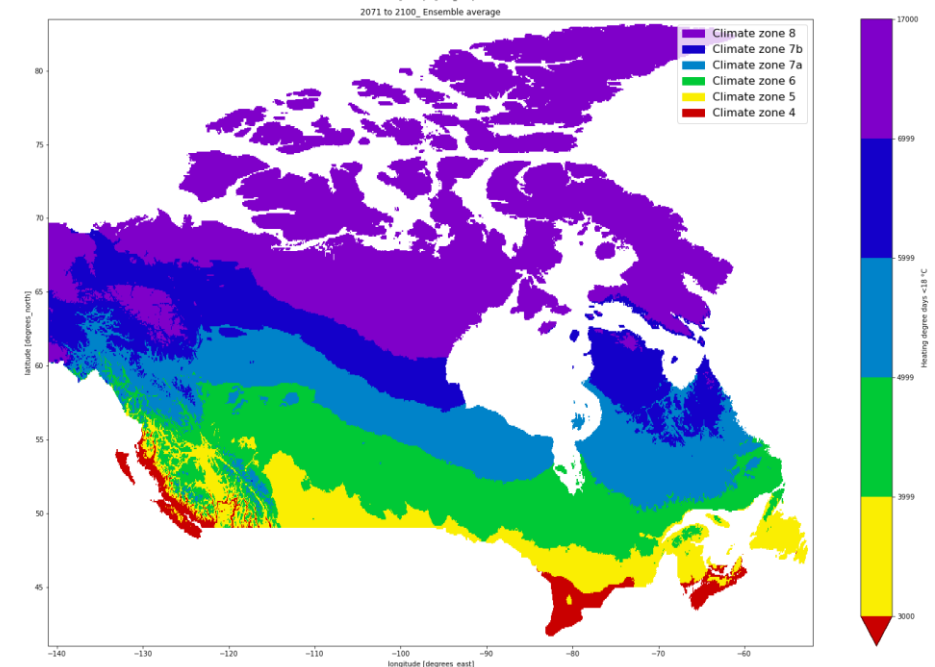 2071 to 2100_ Ensemble average
Climate zone 8
Climate zone 7b
Climate zone 7a
Climate zone 6
Climate zone 5
Climate zone 4
80
75
70
65
60
55
50
45
latitude [degrees_north]
−140
−130
−120
−110
−100
−90
−80
−70
−60
longitude [degrees_east]
17000
6999
5999
4999
3999
3000
Heating degree days <18 °C